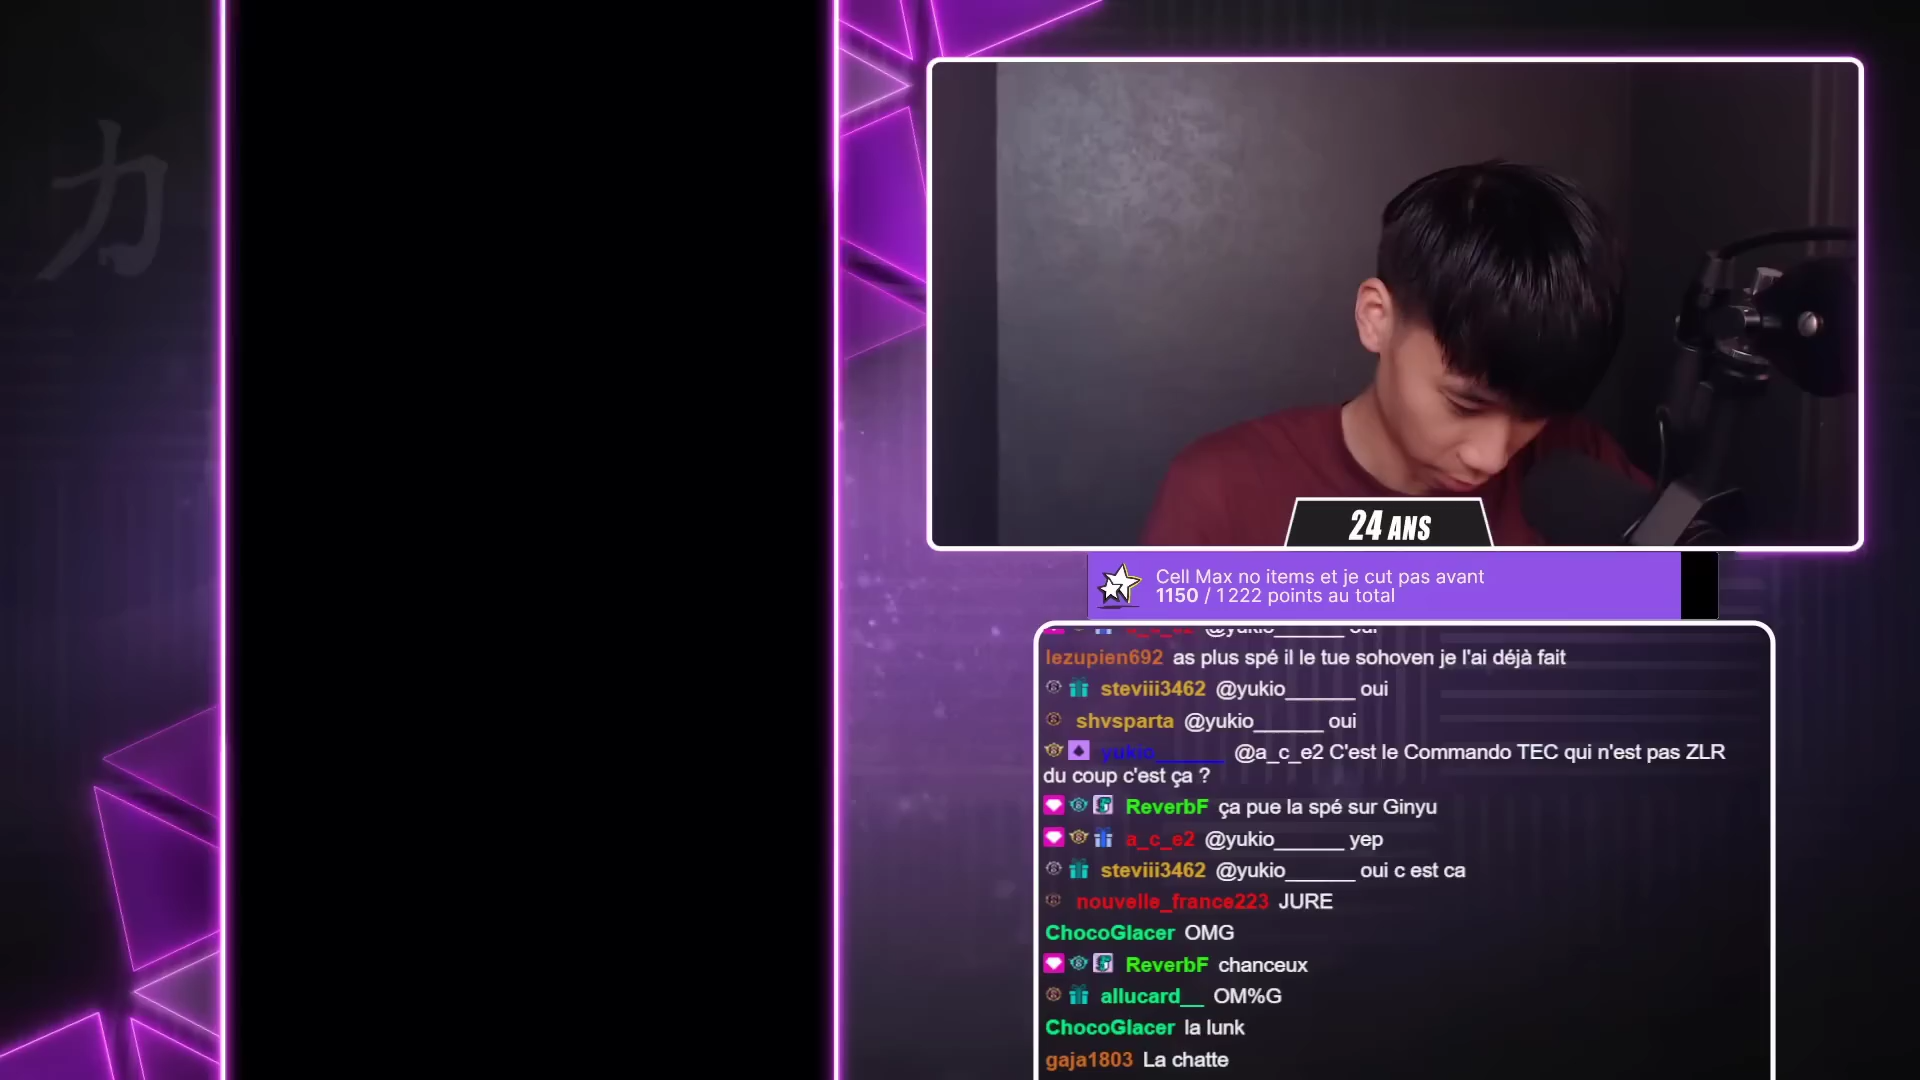 力
24 ANS
Cell Max no items et je cut pas avant
1150 / 1222 points au total
a_c_e2 @yukio______ oui
lezupien692 as plus spé il le tue sohoven je l'ai déjà fait
steviii3462 @yukio______ oui
shvsparta @yukio______ oui
yukio______ @a_c_e2 C'est le Commando TEC qui n'est pas ZLR
du coup c'est ça ?
ReverbF ça pue la spé sur Ginyu
a_c_e2 @yukio______ yep
steviii3462 @yukio______ oui c est ca
nouvelle_france223 JURE
ChocoGlacer OMG
ReverbF chanceux
allucard__ OM%G
ChocoGlacer la lunk
gaja1803 La chatte